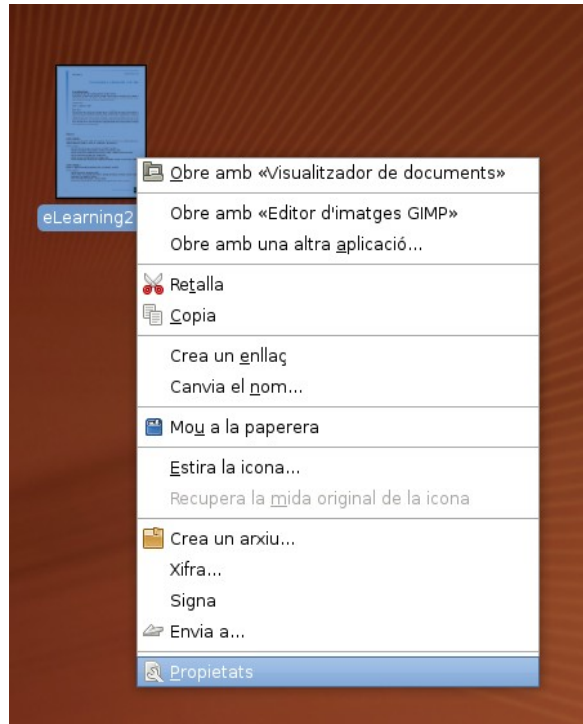 Obre amb «Visualitzador de documents»
eLearning2
Obre amb «Editor d'imatges GIMP»
Obre amb una altra aplicació...
Retalla
Copia
Crea un enllaç
Canvia el nom...
Mou a la paperera
Estira la icona...
Recupera la mida original de la icona
Crea un arxiu...
Xifra...
Signa
Envia a...
Propietats